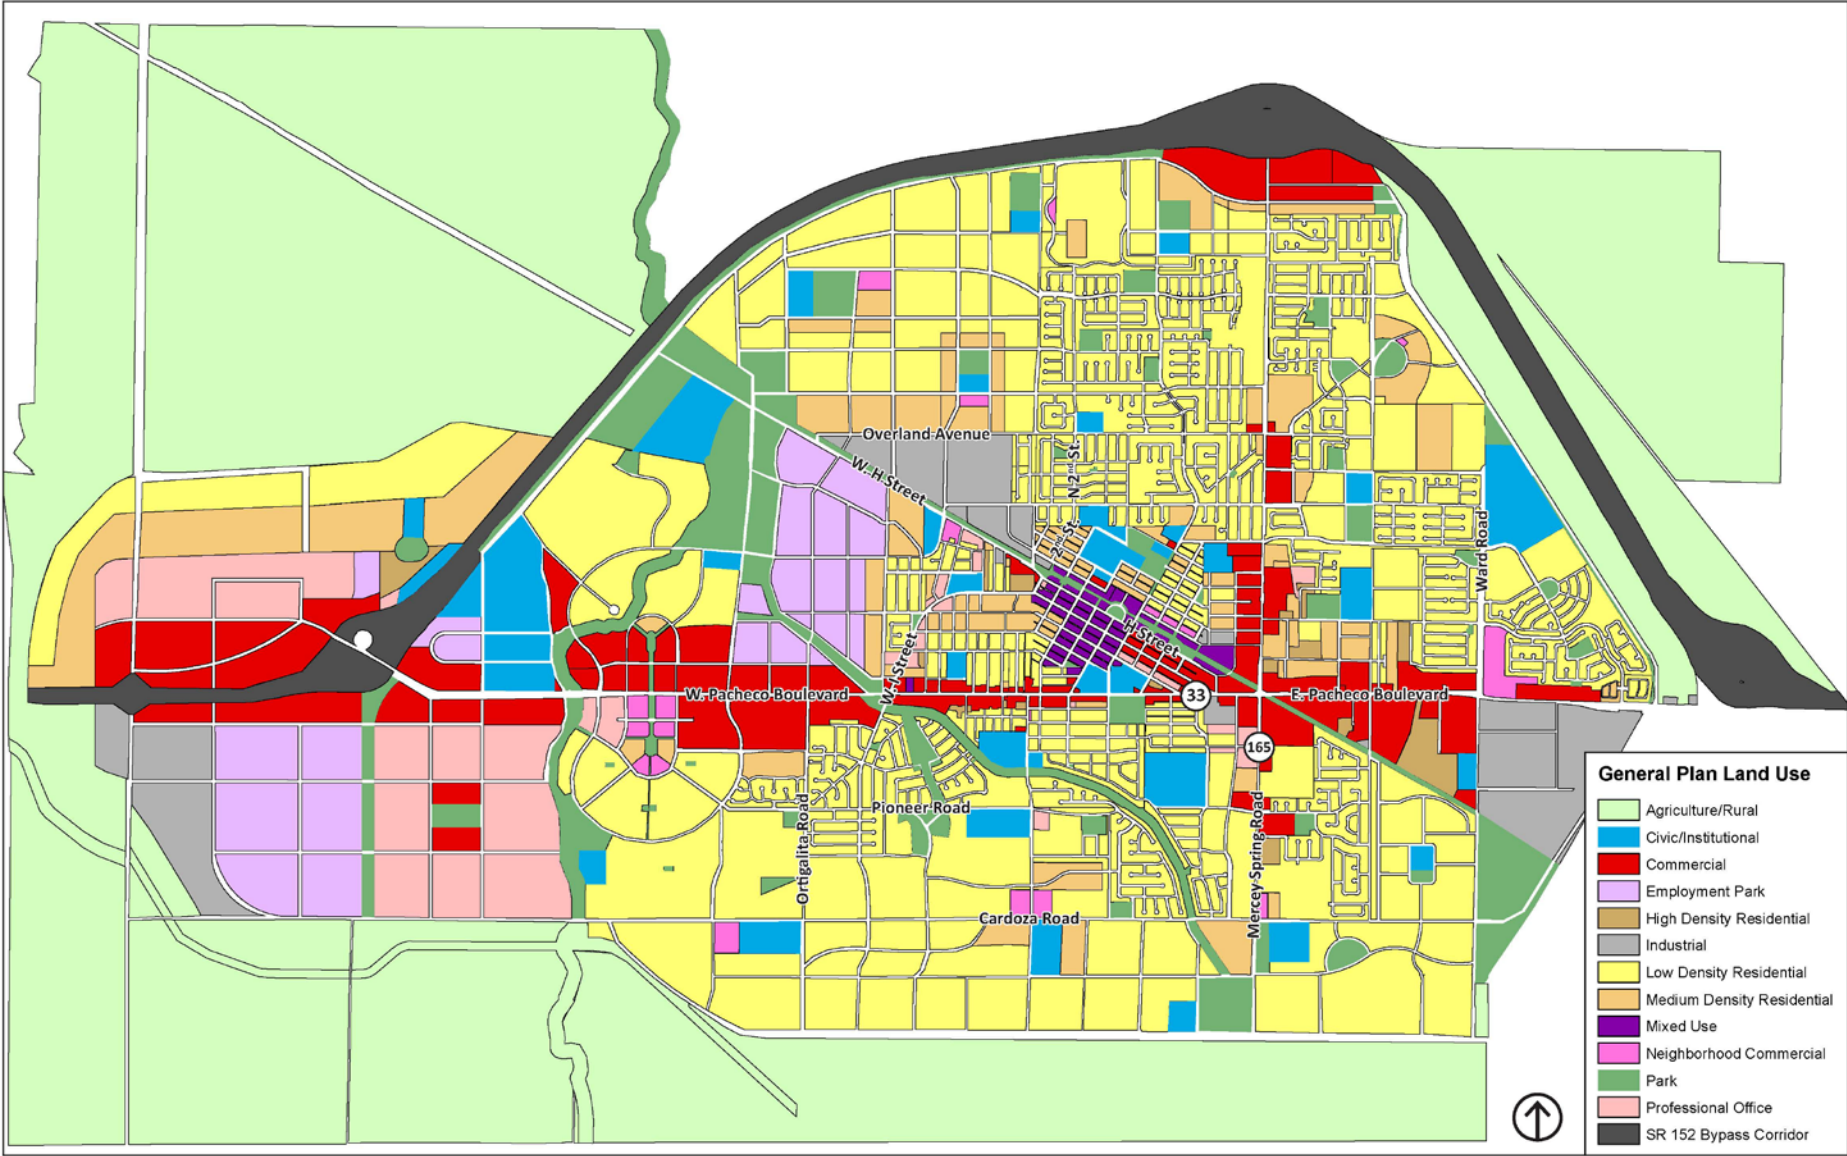 Overland Avenue
W. H Street
N 2nd St.
2nd St.
Ward Road
H Street
W. I Street
W. Pacheco Boulevard
33
E. Pacheco Boulevard
165
Pioneer Road
Ortigalita Road
Mercey Spring Road
Cardoza Road
General Plan Land Use
Agriculture/Rural
Civic/Institutional
Commercial
Employment Park
High Density Residential
Industrial
Low Density Residential
Medium Density Residential
Mixed Use
Neighborhood Commercial
Park
Professional Office
SR 152 Bypass Corridor